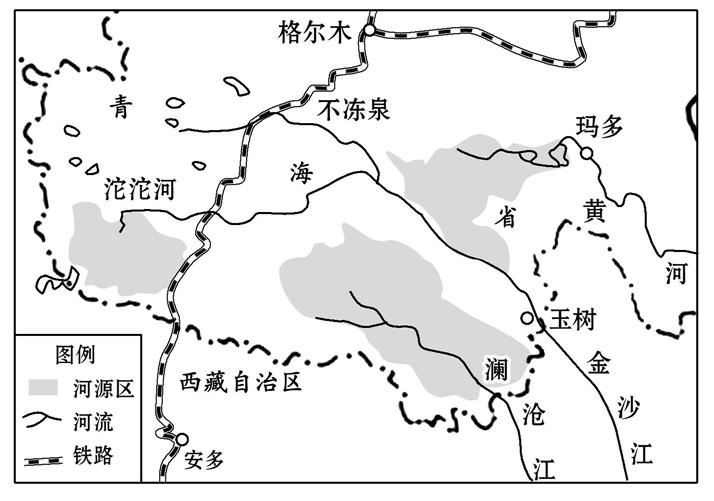 格尔木
青
不冻泉
玛多
沱沱河
海
省
黄
河
玉树
图例
河源区
河流
铁路
西藏自治区
安多
澜
沧
江
金
沙
江